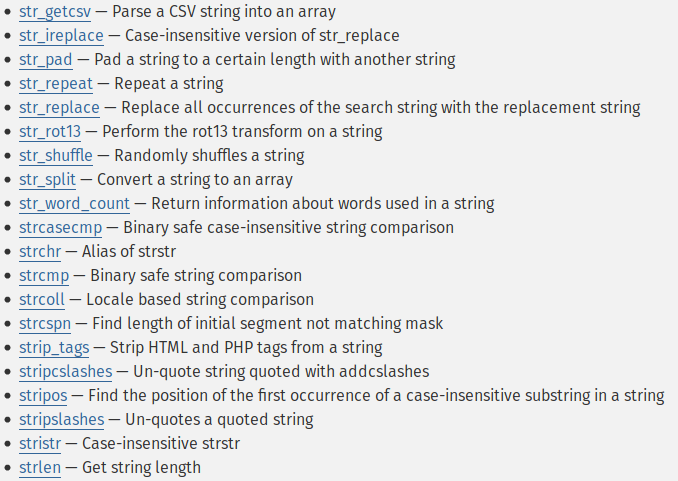 str_getcsv — Parse a CSV string into an array
str_ireplace — Case-insensitive version of str_replace
str_pad — Pad a string to a certain length with another string
str_repeat — Repeat a string
str_replace — Replace all occurrences of the search string with the replacement string
str_rot13 — Perform the rot13 transform on a string
str_shuffle — Randomly shuffles a string
str_split — Convert a string to an array
str_word_count — Return information about words used in a string
strcasecmp — Binary safe case-insensitive string comparison
strchr — Alias of strstr
strcmp — Binary safe string comparison
strcoll — Locale based string comparison
strcspn — Find length of initial segment not matching mask
strip_tags — Strip HTML and PHP tags from a string
stripcslashes — Un-quote string quoted with addcslashes
stripos — Find the position of the first occurrence of a case-insensitive substring in a string
stripslashes — Un-quotes a quoted string
stristr — Case-insensitive strstr
strlen — Get string length